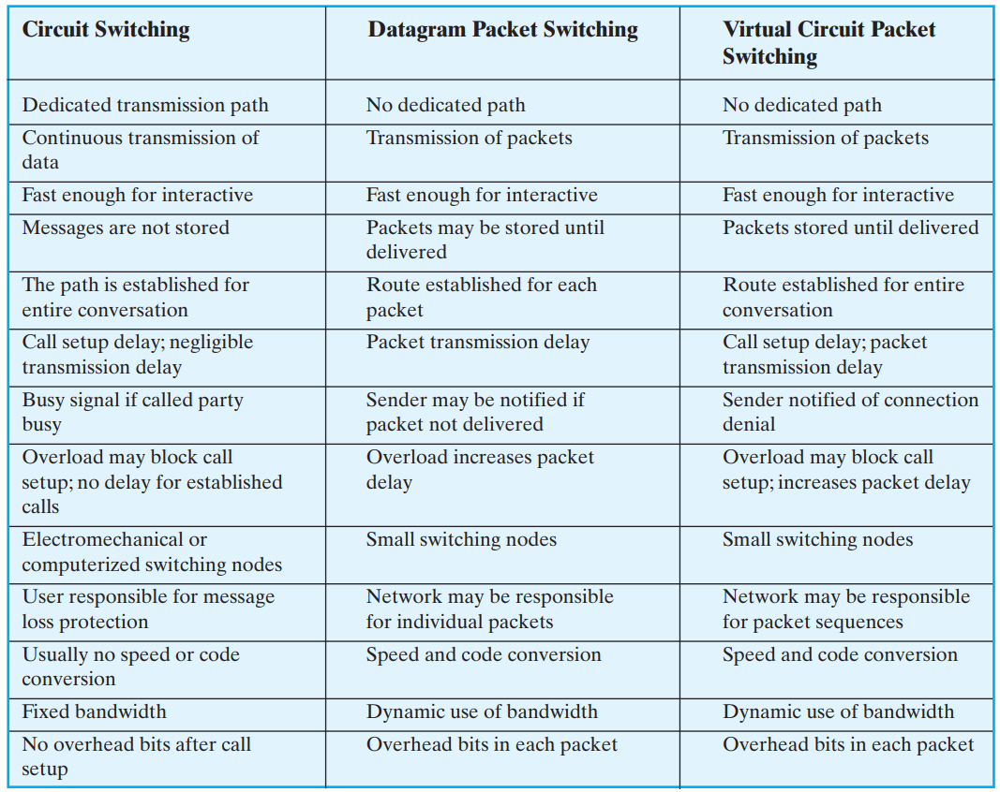 Circuit Switching
Datagram Packet Switching
Virtual Circuit Packet
Switching
Dedicated transmission path
No dedicated path
No dedicated path
Continuous transmission of
data
Transmission of packets
Transmission of packets
Fast enough for interactive
Fast enough for interactive
Fast enough for interactive
Messages are not stored
Packets may be stored until
delivered
Packets stored until delivered
The path is established for
entire conversation
Route established for each
packet
Route established for entire
conversation
Call setup delay; negligible
transmission delay
Packet transmission delay
Call setup delay; packet
transmission delay
Busy signal if called party
busy
Sender may be notified if
packet not delivered
Sender notified of connection
denial
Overload may block call
setup; no delay for established
calls
Overload increases packet
delay
Overload may block call
setup; increases packet delay
Electromechanical or
computerized switching nodes
Small switching nodes
Small switching nodes
User responsible for message
loss protection
Network may be responsible
for individual packets
Network may be responsible
for packet sequences
Usually no speed or code
conversion
Speed and code conversion
Speed and code conversion
Fixed bandwidth
Dynamic use of bandwidth
Dynamic use of bandwidth
No overhead bits after call
setup
Overhead bits in each packet
Overhead bits in each packet